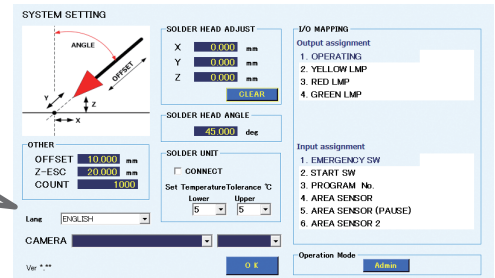 SYSTEM SETTING
ANGLE
OFFSET
Y
Z
X
OTHER
OFFSET 10.000 mm
Z-ESC 20.000 mm
COUNT 1000
Lang ENGLISH
CAMERA
Ver *.**
SOLDER HEAD ADJUST
X 0.000 mm
Y 0.000 mm
Z 0.000 mm
CLEAR
SOLDER HEAD ANGLE
45.000 deg
SOLDER UNIT
CONNECT
Set TemperatureTolerance ℃
Lower Upper
5 5
O K
I/O MAPPING
Output assignment
1. OPERATING
2. YELLOW LMP
3. RED LMP
4. GREEN LMP
Input assignment
1. EMERGENCY SW
2. START SW
3. PROGRAM No.
4. AREA SENSOR
5. AREA SENSOR (PAUSE)
6. AREA SENSOR 2
Operation Mode
Admin